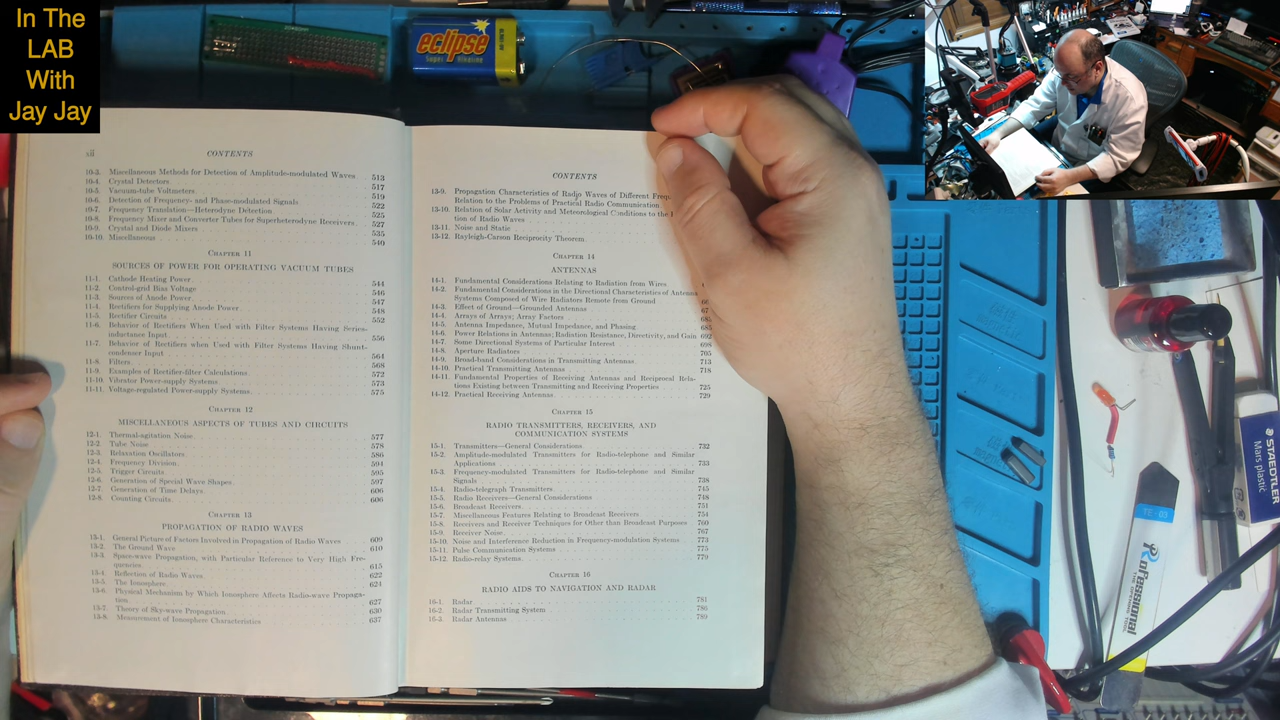 In The
LAB
With
Jay Jay
eclipse
Super Alkaline
xii
CONTENTS
10-3. Miscellaneous Methods for Detection of Amplitude-modulated Waves 513
10-4. Crystal Detectors 517
10-5. Vacuum-tube Voltmeters 519
10-6. Detection of Frequency- and Phase-modulated Signals 522
10-7. Frequency Translation—Heterodyne Detection 525
10-8. Frequency Mixer and Converter Tubes for Superheterodyne Receivers 527
10-9. Crystal and Diode Mixers 535
10-10. Miscellaneous 540
CHAPTER 11
SOURCES OF POWER FOR OPERATING VACUUM TUBES
11-1. Cathode Heating Power 544
11-2. Control-grid Bias Voltage 546
11-3. Sources of Anode Power 547
11-4. Rectifiers for Supplying Anode Power 548
11-5. Rectifier Circuits 552
11-6. Behavior of Rectifiers When Used with Filter Systems Having Series-
inductance Input 556
11-7. Behavior of Rectifiers when Used with Filter Systems Having Shunt-
condenser Input 564
11-8. Filters 568
11-9. Examples of Rectifier-filter Calculations 572
11-10. Vibrator Power-supply Systems 573
11-11. Voltage-regulated Power-supply Systems 575
CHAPTER 12
MISCELLANEOUS ASPECTS OF TUBES AND CIRCUITS
12-1. Thermal-agitation Noise 577
12-2. Tube Noise 578
12-3. Relaxation Oscillators 586
12-4. Frequency Division 594
12-5. Trigger Circuits 595
12-6. Generation of Special Wave Shapes 597
12-7. Generation of Time Delays 606
12-8. Counting Circuits 606
CHAPTER 13
PROPAGATION OF RADIO WAVES
13-1. General Picture of Factors Involved in Propagation of Radio Waves 609
13-2. The Ground Wave 610
13-3. Space-wave Propagation, with Particular Reference to Very High Fre-
quencies 615
13-4. Reflection of Radio Waves 622
13-5. The Ionosphere 624
13-6. Physical Mechanism by Which Ionosphere Affects Radio-wave Propaga-
tion 627
13-7. Theory of Sky-wave Propagation 630
13-8. Measurement of Ionosphere Characteristics 637
CONTENTS
13-9. Propagation Characteristics of Radio Waves of Different Freq
Relation to the Problems of Practical Radio Communication
13-10. Relation of Solar Activity and Meteorological Conditions to the
tion of Radio Waves
13-11. Noise and Static
13-12. Rayleigh-Carson Reciprocity Theorem
CHAPTER 14
ANTENNAS
14-1. Fundamental Considerations Relating to Radiation from Wires
14-2. Fundamental Considerations in the Directional Characteristics of Antenna
Systems Composed of Wire Radiators Remote from Ground
14-3. Effect of Ground—Grounded Antennas
14-4. Arrays of Arrays; Array Factors
14-5. Antenna Impedance, Mutual Impedance, and Phasing 685
14-6. Power Relations in Antennas; Radiation Resistance, Directivity, and Gain 692
14-7. Some Directional Systems of Particular Interest 698
14-8. Aperture Radiators 705
14-9. Broad-band Considerations in Transmitting Antennas 713
14-10. Practical Transmitting Antennas 718
14-11. Fundamental Properties of Receiving Antennas and Reciprocal Rela-
tions Existing between Transmitting and Receiving Properties 725
14-12. Practical Receiving Antennas 729
CHAPTER 15
RADIO TRANSMITTERS, RECEIVERS, AND
COMMUNICATION SYSTEMS
15-1. Transmitters—General Considerations 732
15-2. Amplitude-modulated Transmitters for Radio-telephone and Similar
Applications 733
15-3. Frequency-modulated Transmitters for Radio-telephone and Similar
Signals 738
15-4. Radio-telegraph Transmitters 745
15-5. Radio Receivers—General Considerations 748
15-6. Broadcast Receivers 751
15-7. Miscellaneous Features Relating to Broadcast Receivers 754
15-8. Receivers and Receiver Techniques for Other than Broadcast Purposes 760
15-9. Receiver Noise 767
15-10. Noise and Interference Reduction in Frequency-modulation Systems 773
15-11. Pulse Communication Systems 775
15-12. Radio-relay Systems 779
CHAPTER 16
RADIO AIDS TO NAVIGATION AND RADAR
16-1. Radar 781
16-2. Radar Transmitting System 786
16-3. Radar Antennas 789
STAEDTLER
Mars plastic
Rofessional